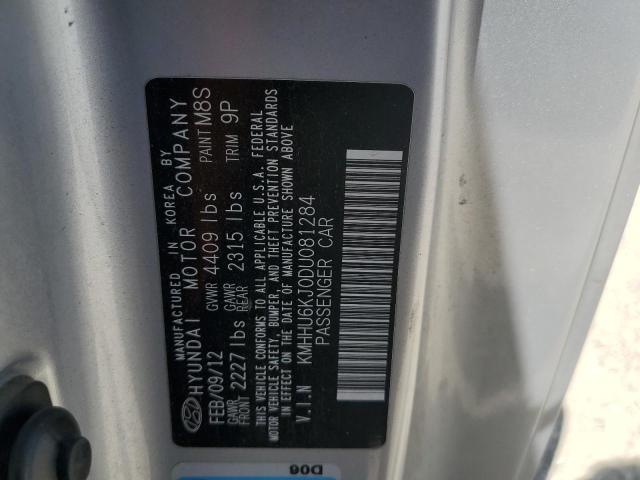 MANUFACTURED IN KOREA BY
HYUNDAI MOTOR COMPANY
FEB/09/12 GVWR 4409 lbs PAINT M8S
GAWR FRONT 2227 lbs GAWR REAR 2315 lbs TRIM 9P
THIS VEHICLE CONFORMS TO ALL APPLICABLE U.S.A. FEDERAL
MOTOR VEHICLE SAFETY, BUMPER, AND THEFT PREVENTION STANDARDS
IN EFFECT ON THE DATE OF MANUFACTURE SHOWN ABOVE
V.I.N KMHHU6KJ0DU081284
PASSENGER CAR
D06